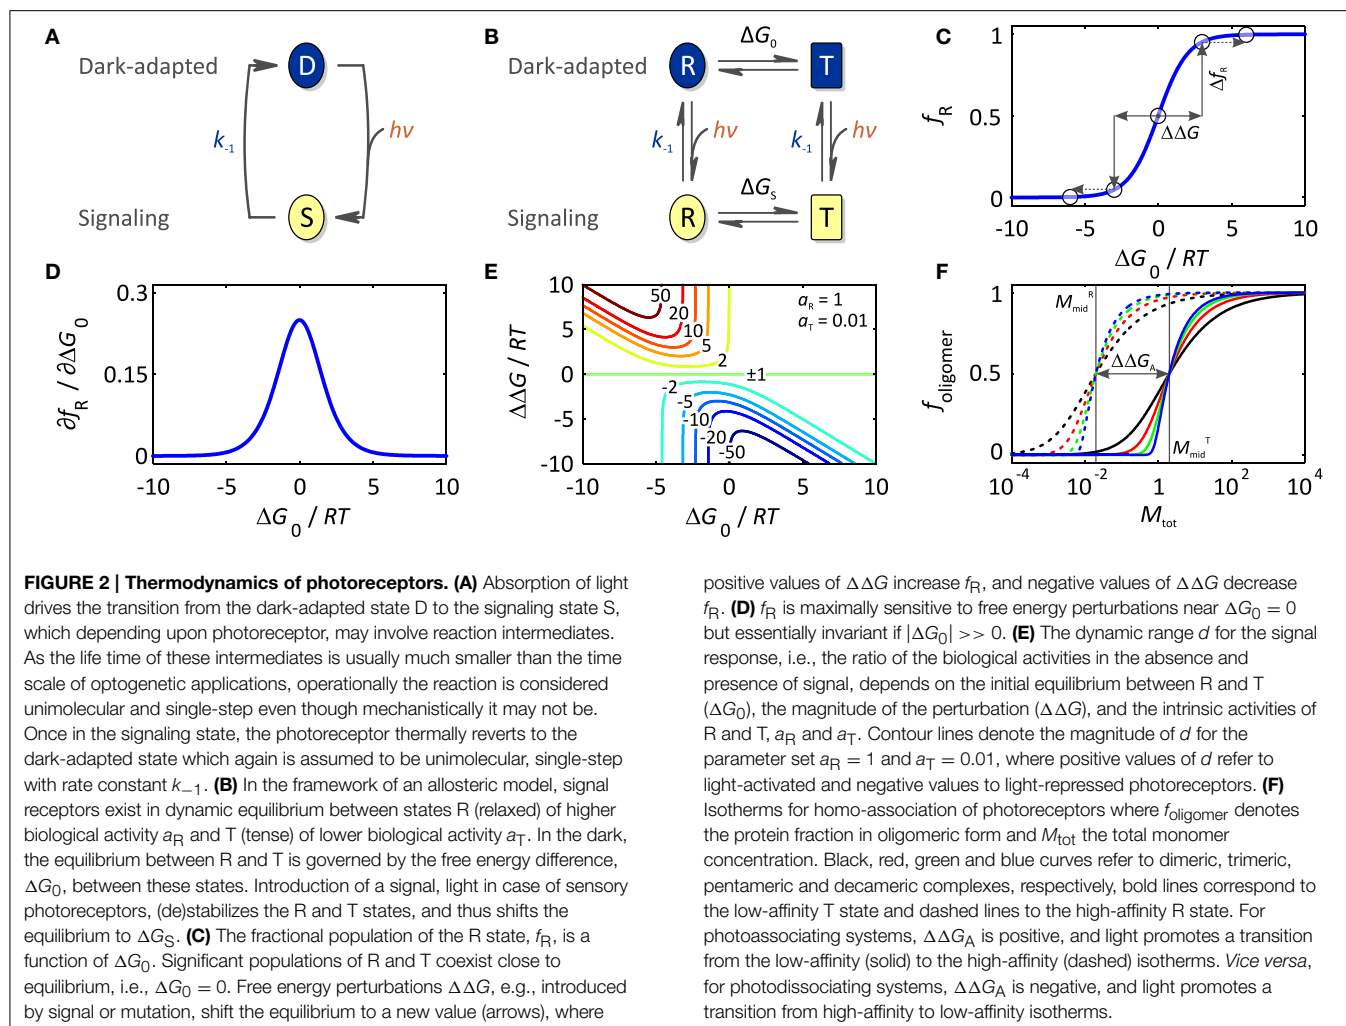 A
Dark-adapted
D
k-1
hν
Signaling
S
B
Dark-adapted
R
ΔG0
T
k-1
hν
k-1
hν
Signaling
R
ΔGS
T
C
1
0.5
0
fR
ΔfR
ΔΔG
-10 -5 0 5 10
ΔG0 / RT
D
0.3
0.15
0
∂fR / ∂ΔG0
-10 -5 0 5 10
ΔG0 / RT
E
10
5
0
-5
-10
ΔΔG / RT
50
20
10
5
2
±1
-2
-5
-10
-20
-50
aR = 1
aT = 0.01
-10 -5 0 5 10
ΔG0 / RT
F
1
0.5
0
foligomer
MmidR
ΔΔGA
MmidT
10-4 10-2 1 102 104
Mtot
FIGURE 2 | Thermodynamics of photoreceptors. (A) Absorption of light
drives the transition from the dark-adapted state D to the signaling state S,
which depending upon photoreceptor, may involve reaction intermediates.
As the life time of these intermediates is usually much smaller than the time
scale of optogenetic applications, operationally the reaction is considered
unimolecular and single-step even though mechanistically it may not be.
Once in the signaling state, the photoreceptor thermally reverts to the
dark-adapted state which again is assumed to be unimolecular, single-step
with rate constant k−1. (B) In the framework of an allosteric model, signal
receptors exist in dynamic equilibrium between states R (relaxed) of higher
biological activity aR and T (tense) of lower biological activity aT. In the dark,
the equilibrium between R and T is governed by the free energy difference,
ΔG0, between these states. Introduction of a signal, light in case of sensory
photoreceptors, (de)stabilizes the R and T states, and thus shifts the
equilibrium to ΔGS. (C) The fractional population of the R state, fR, is a
function of ΔG0. Significant populations of R and T coexist close to
equilibrium, i.e., ΔG0 = 0. Free energy perturbations ΔΔG, e.g., introduced
by signal or mutation, shift the equilibrium to a new value (arrows), where
positive values of ΔΔG increase fR, and negative values of ΔΔG decrease
fR. (D) fR is maximally sensitive to free energy perturbations near ΔG0 = 0
but essentially invariant if |ΔG0| >> 0. (E) The dynamic range d for the signal
response, i.e., the ratio of the biological activities in the absence and
presence of signal, depends on the initial equilibrium between R and T
(ΔG0), the magnitude of the perturbation (ΔΔG), and the intrinsic activities of
R and T, aR and aT. Contour lines denote the magnitude of d for the
parameter set aR = 1 and aT = 0.01, where positive values of d refer to
light-activated and negative values to light-repressed photoreceptors. (F)
Isotherms for homo-association of photoreceptors where foligomer denotes
the protein fraction in oligomeric form and Mtot the total monomer
concentration. Black, red, green and blue curves refer to dimeric, trimeric,
pentameric and decameric complexes, respectively, bold lines correspond to
the low-affinity T state and dashed lines to the high-affinity R state. For
photoassociating systems, ΔΔGA is positive, and light promotes a transition
from the low-affinity (solid) to the high-affinity (dashed) isotherms. Vice versa,
for photodissociating systems, ΔΔGA is negative, and light promotes a
transition from high-affinity to low-affinity isotherms.